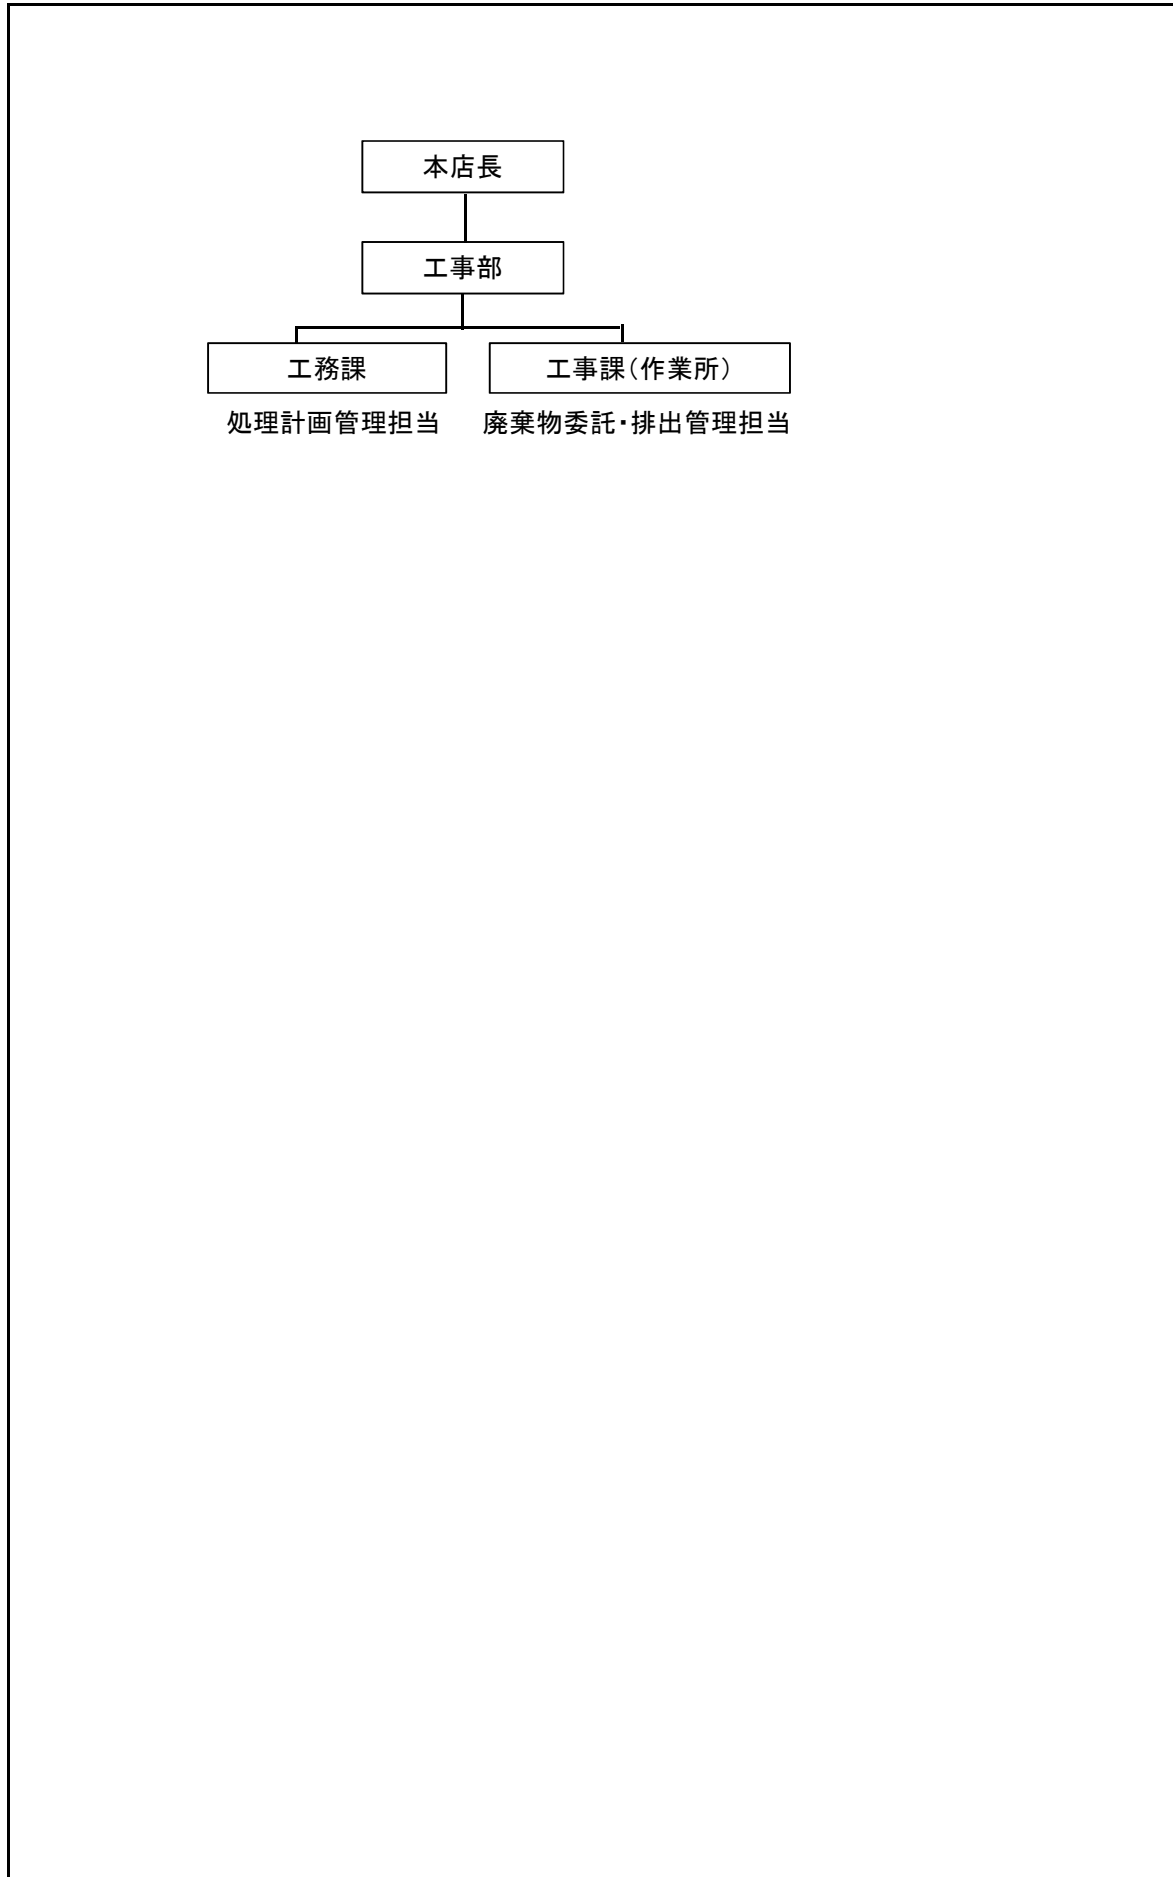 本店長
工事部
工務課
工事課(作業所)
処理計画管理担当
廃棄物委託・排出管理担当